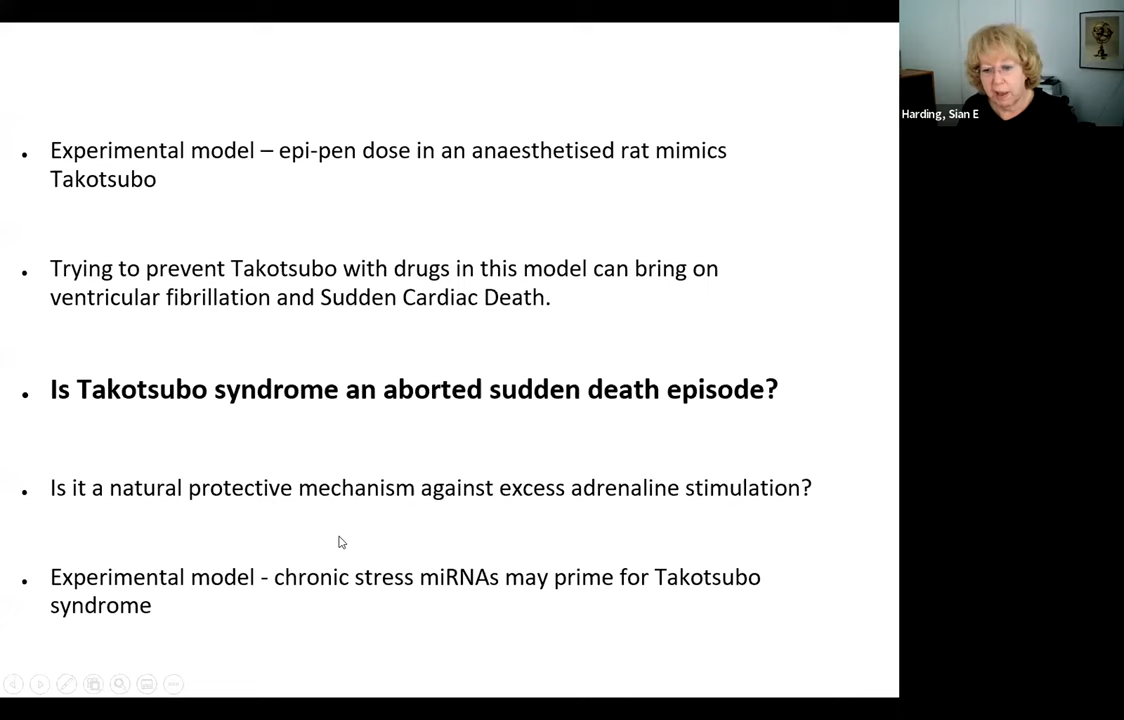 Harding, Sian E
• Experimental model – epi-pen dose in an anaesthetised rat mimics
Takotsubo
• Trying to prevent Takotsubo with drugs in this model can bring on
ventricular fibrillation and Sudden Cardiac Death.
• Is Takotsubo syndrome an aborted sudden death episode?
• Is it a natural protective mechanism against excess adrenaline stimulation?
• Experimental model - chronic stress miRNAs may prime for Takotsubo
syndrome